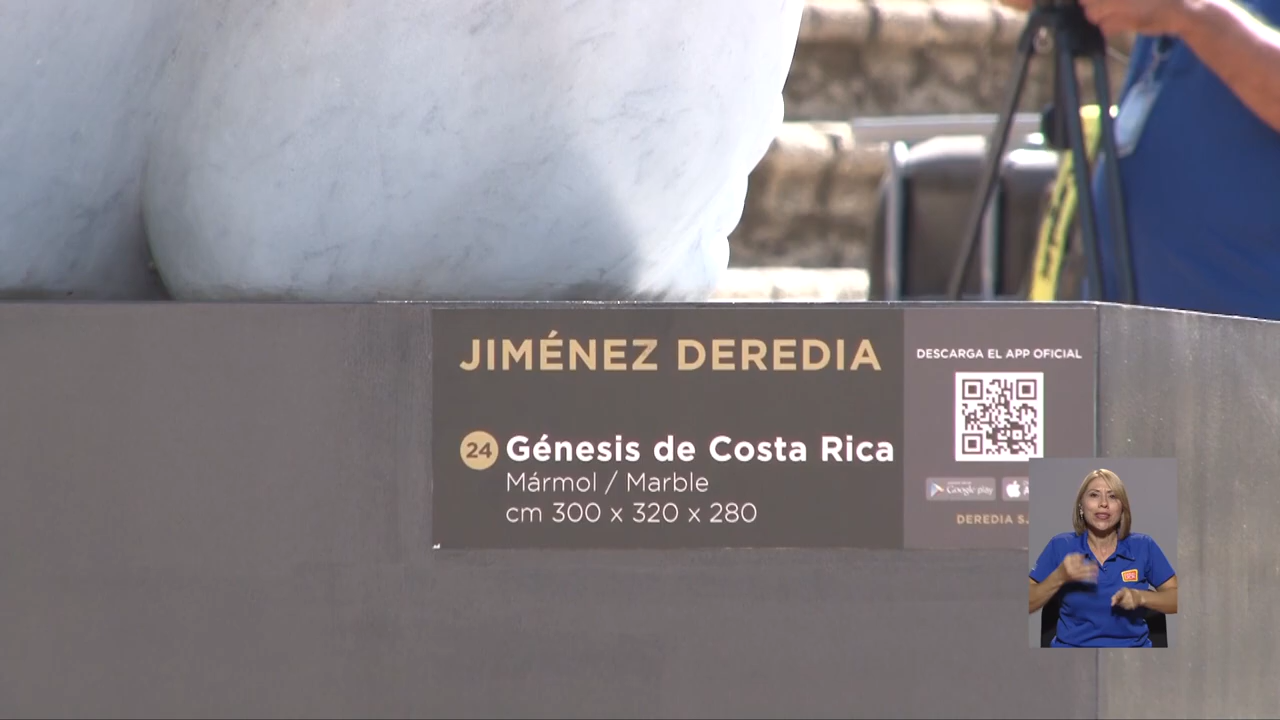 JIMÉNEZ DEREDIA
24 Génesis de Costa Rica
Mármol / Marble
cm 300 x 320 x 280
DESCARGA EL APP OFICIAL
Google play
DEREDIA S.